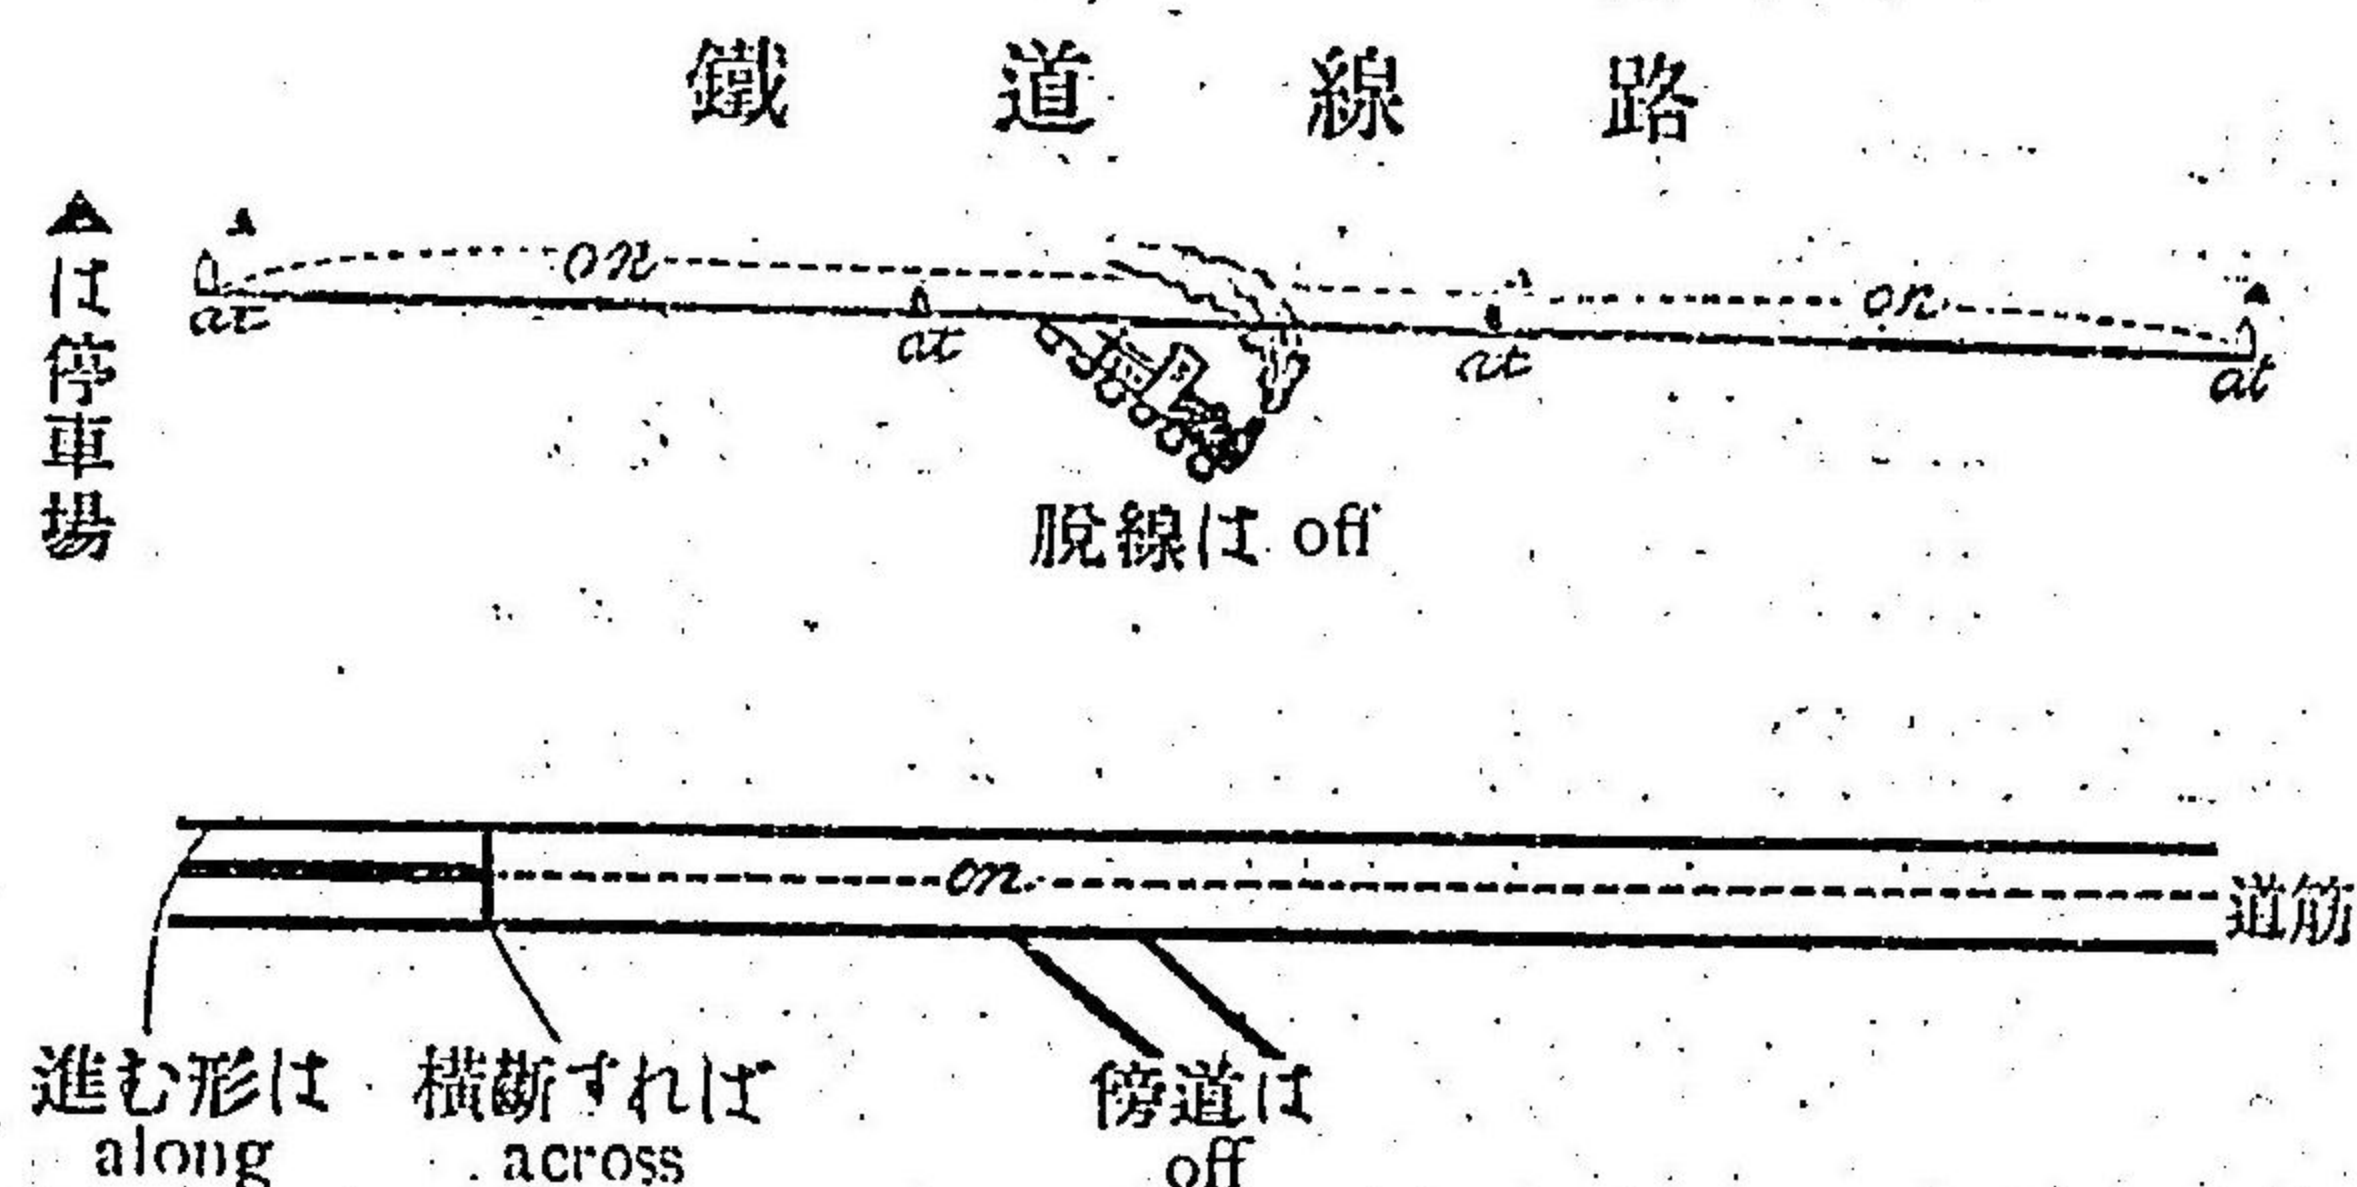 鐵道線路
▲は停車場
on
on
at
at
at
at
脱線は off
on
道筋
進む形は
along
横斷すれば
across
傍道は
off